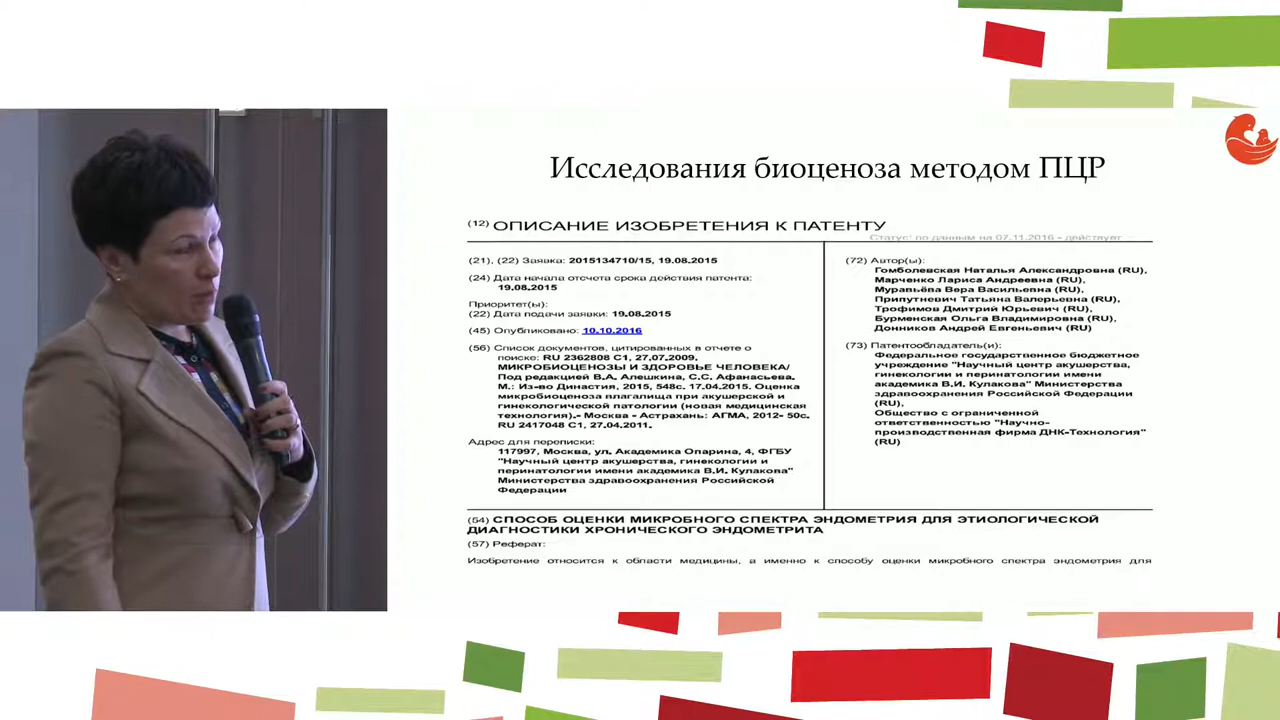 Исследования биоценоза методом ПЦР
(12) ОПИСАНИЕ ИЗОБРЕТЕНИЯ К ПАТЕНТУ
Статус: по данным на 07.11.2016 - действует
(21), (22) Заявка: 2015134710/15, 19.08.2015
(24) Дата начала отсчета срока действия патента:
19.08.2015
Приоритет(ы):
(22) Дата подачи заявки: 19.08.2015
(45) Опубликовано: 10.10.2016
(56) Список документов, цитированных в отчете о
поиске: RU 2362808 C1, 27.07.2009.
МИКРОБИОЦЕНОЗЫ И ЗДОРОВЬЕ ЧЕЛОВЕКА/
Под редакцией В.А. Алешкина, С.С. Афанасьева.
М.: Из-во Династия, 2015, 548с. 17.04.2015. Оценка
микробиоценоза влагалища при акушерской и
гинекологической патологии (новая медицинская
технология).- Москва - Астрахань: АГМА, 2012- 50с.
RU 2417048 C1, 27.04.2011.
Адрес для переписки:
117997, Москва, ул. Академика Опарина, 4, ФГБУ
"Научный центр акушерства, гинекологии и
перинатологии имени академика В.И. Кулакова"
Министерства здравоохранения Российской
Федерации
(72) Автор(ы):
Гомболевская Наталья Александровна (RU),
Марченко Лариса Андреевна (RU),
Муравьёва Вера Васильевна (RU),
Припутневич Татьяна Валерьевна (RU),
Трофимов Дмитрий Юрьевич (RU),
Бурменская Ольга Владимировна (RU),
Донников Андрей Евгеньевич (RU)
(73) Патентообладатель(и):
Федеральное государственное бюджетное
учреждение "Научный центр акушерства,
гинекологии и перинатологии имени
академика В.И. Кулакова" Министерства
здравоохранения Российской Федерации
(RU),
Общество с ограниченной
ответственностью "Научно-
производственная фирма ДНК-Технология"
(RU)
(54) СПОСОБ ОЦЕНКИ МИКРОБНОГО СПЕКТРА ЭНДОМЕТРИЯ ДЛЯ ЭТИОЛОГИЧЕСКОЙ
ДИАГНОСТИКИ ХРОНИЧЕСКОГО ЭНДОМЕТРИТА
(57) Реферат:
Изобретение относится к области медицины, а именно к способу оценки микробного спектра эндометрия для